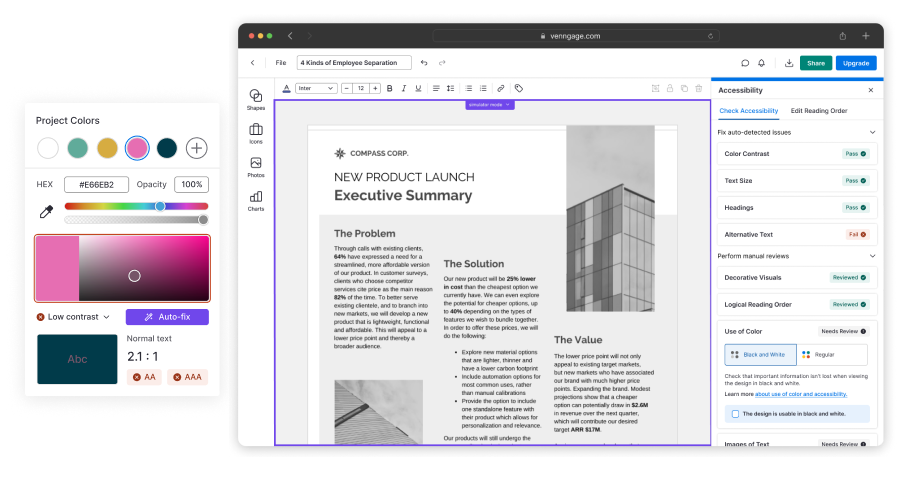 Project Colors
HEX #E66EB2 Opacity 100%
Low contrast
Auto-fix
Abc
Normal text
2.1 : 1
AA
AAA
venngage.com
File
4 Kinds of Employee Separation
Share
Upgrade
Inter
12
B I U
simulator mode
Shapes
Icons
Photos
Charts
COMPASS CORP.
NEW PRODUCT LAUNCH
Executive Summary
The Problem
Through calls with existing clients,
64% have expressed a need for a
streamlined, more affordable version
of our product. In customer surveys,
clients who choose competitor
services cite price as the main reason
82% of the time. To better serve
existing clientele, and to branch into
new markets, we will develop a new
product that is lightweight, functional
and affordable. This will appeal to a
lower price point and thereby a
broader audience.
The Solution
Our new product will be 25% lower
in cost than the cheapest option we
currently have. We can even explore
the potential for cheaper options, up
to 40% depending on the types of
features we wish to bundle together.
In order to offer these prices, we will
do the following:
• Explore new material options
that are lighter, thinner and
have a lower carbon footprint
• Include automation options for
most common uses, rather
than manual calibrations
• Provide the option to include
one standalone feature with
their product which allows for
personalization and relevance.
Our products will still undergo the
The Value
The lower price point will not only
appeal to existing target markets,
but new markets who have associated
our brand with much higher price
points. Expanding the brand. Modest
projections show that a cheaper
option can potentially draw in $2.6M
in revenue over the next quarter,
which will contribute our desired
target ARR $17M.
Accessibility
Check Accessibility
Edit Reading Order
Fix auto-detected issues
Color Contrast Pass
Text Size Pass
Headings Pass
Alternative Text Fail
Perform manual reviews
Decorative Visuals Reviewed
Logical Reading Order Reviewed
Use of Color Needs Review
Black and White
Regular
Check that important information isn't lost when viewing
the design in black and white.
Learn more about use of color and accessibility.
The design is usable in black and white.
Images of Text Needs Review